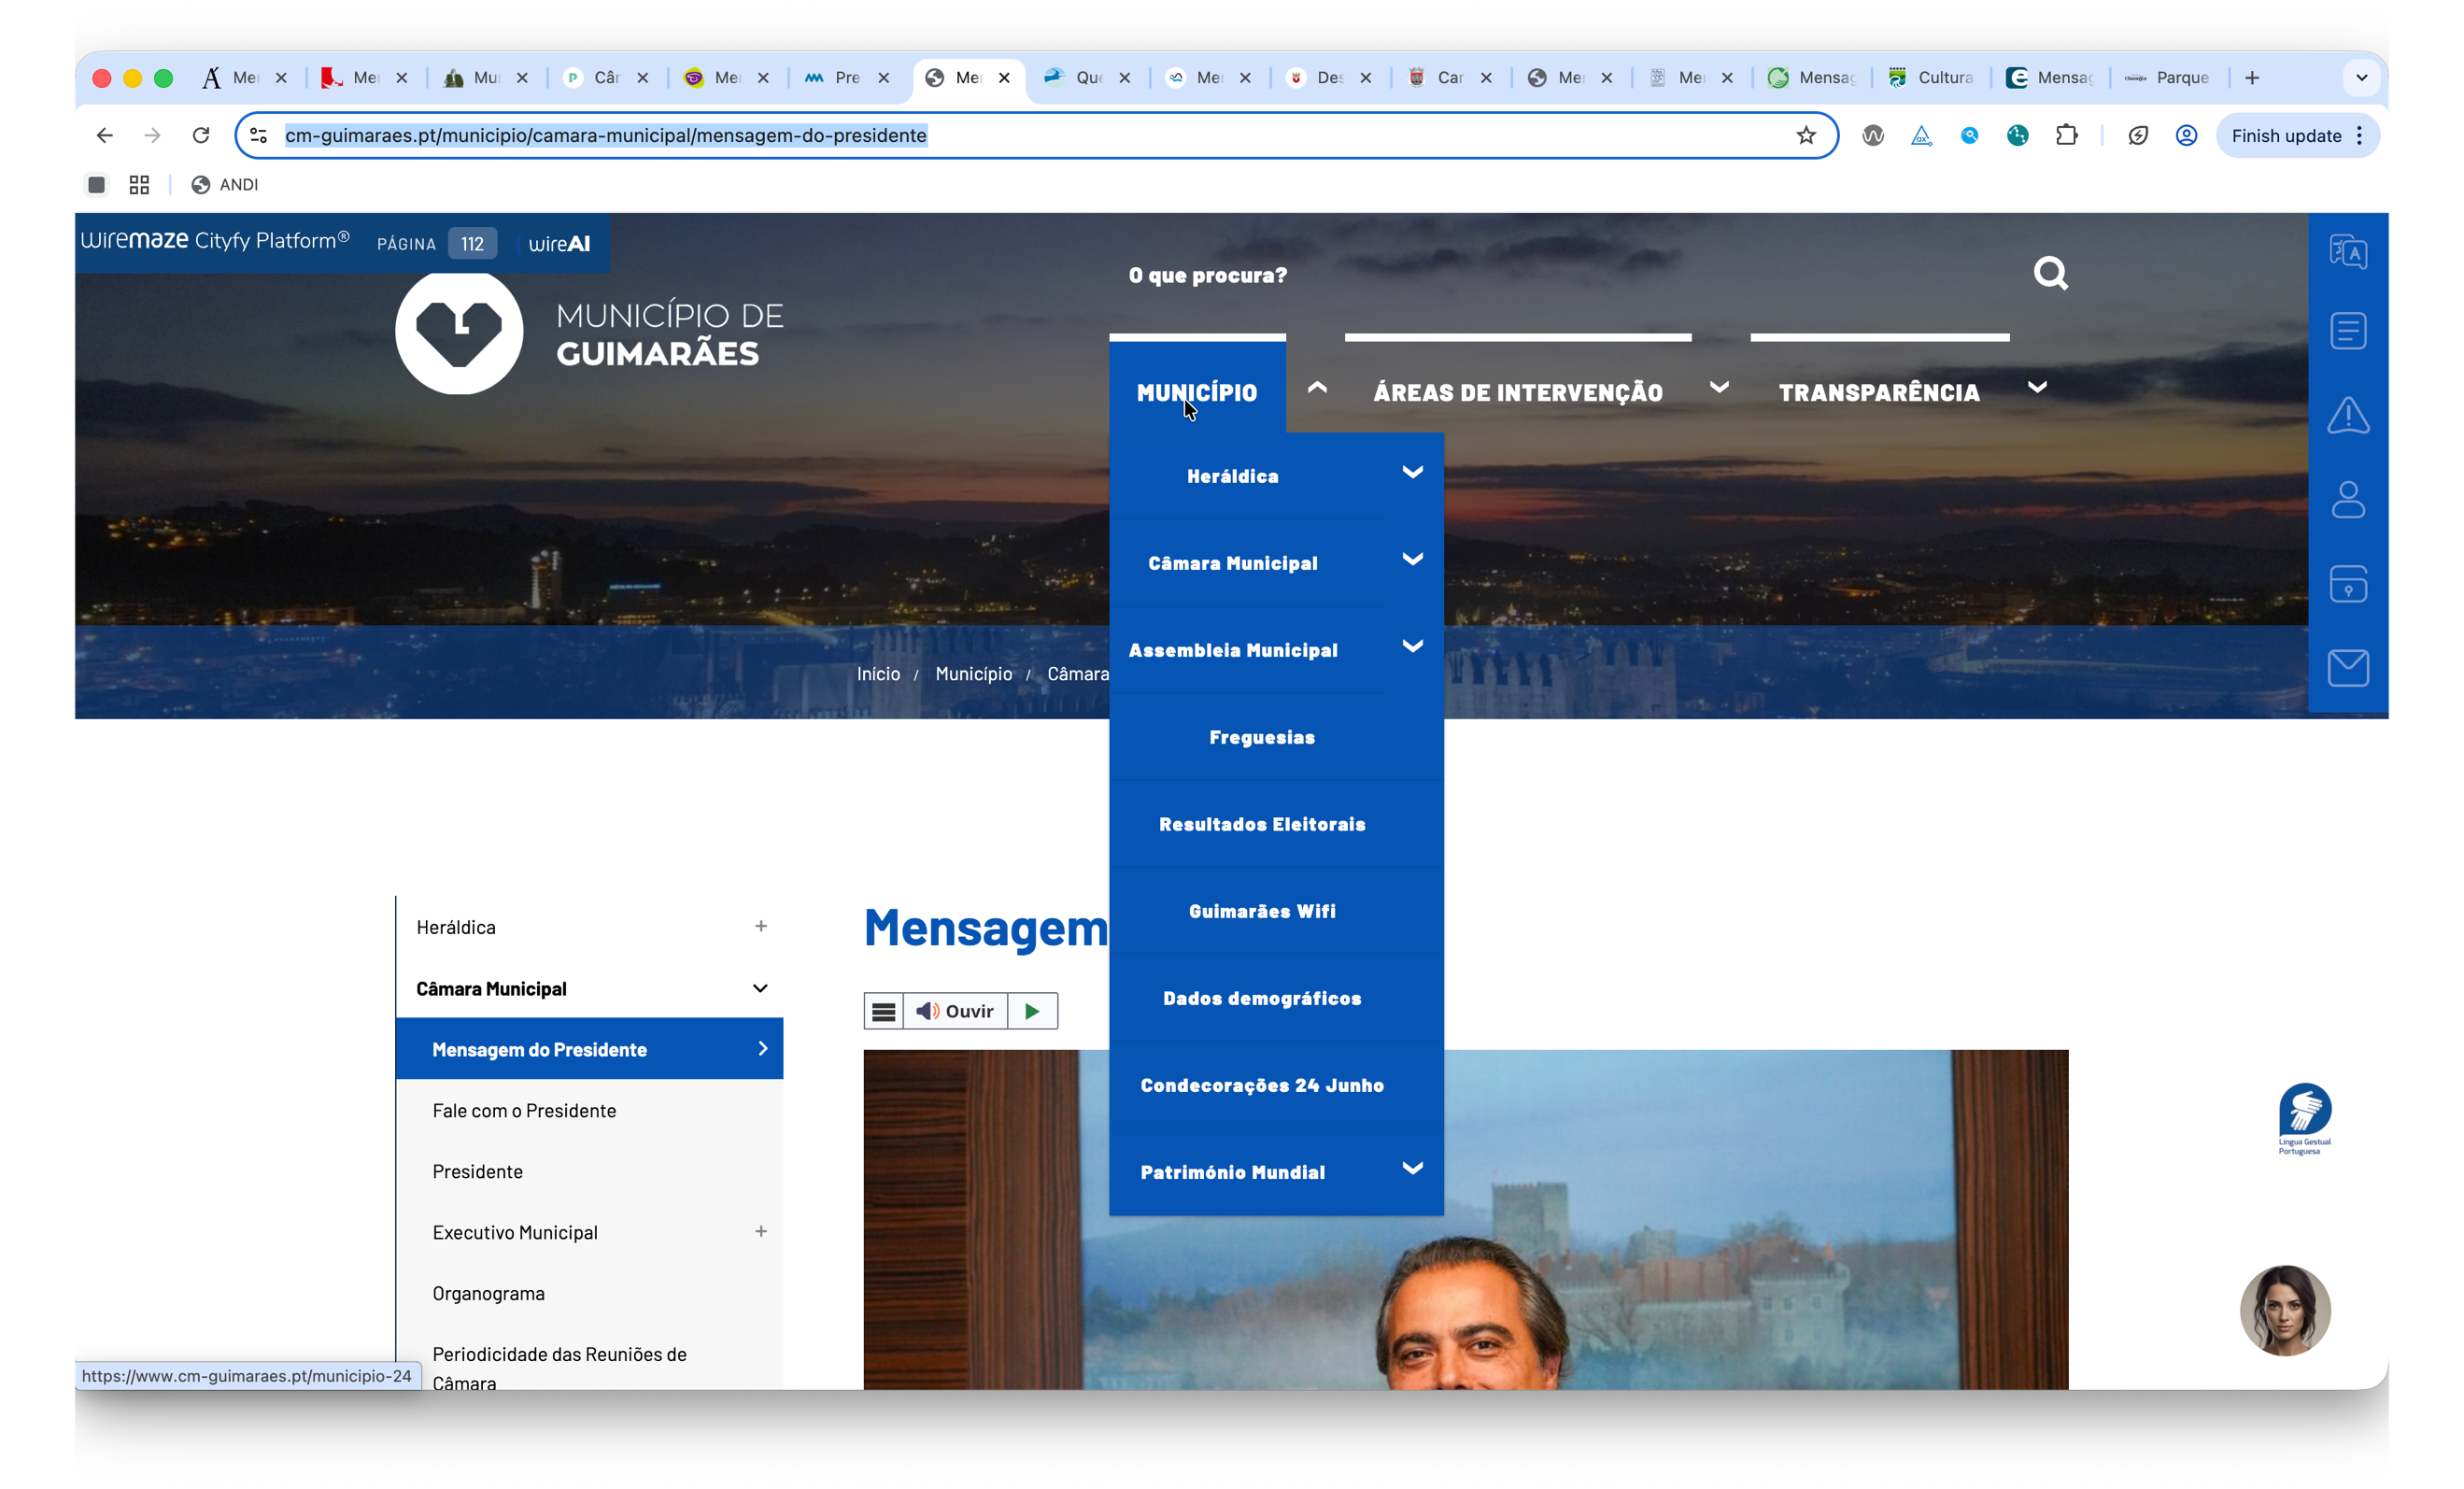 Á Me
Me
Mu
P Câr
Me
Pre
Me
Qu
Me
Des
Car
Me
Me
Mensag
Cultura
Mensag
Parque
cm-guimaraes.pt/municipio/camara-municipal/mensagem-do-presidente
Finish update
ANDI
wiremaze Cityfy Platform®
PÁGINA 112
wireAI
O que procura?
MUNICÍPIO DE
GUIMARÃES
MUNICÍPIO
ÁREAS DE INTERVENÇÃO
TRANSPARÊNCIA
Heráldica
Câmara Municipal
Assembleia Municipal
Freguesias
Resultados Eleitorais
Guimarães Wifi
Dados demográficos
Condecorações 24 Junho
Património Mundial
Início / Município / Câmara
Heráldica
Câmara Municipal
Mensagem do Presidente
Fale com o Presidente
Presidente
Executivo Municipal
Organograma
Periodicidade das Reuniões de
Câmara
Mensagem
Ouvir
Língua Gestual
Portuguesa
https://www.cm-guimaraes.pt/municipio-24